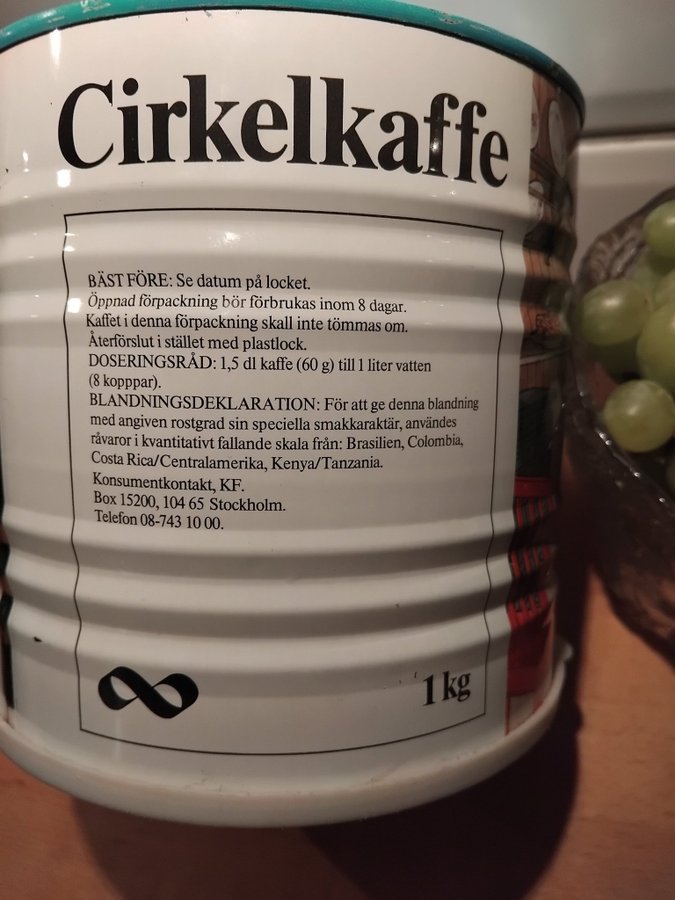 Cirkelkaffe
BÄST FÖRE: Se datum på locket.
Öppnad förpackning bör förbrukas inom 8 dagar.
Kaffet i denna förpackning skall inte tömmas om.
Återförslut i stället med plastlock.
DOSERINGSRÅD: 1,5 dl kaffe (60 g) till 1 liter vatten
(8 kopppar).
BLANDNINGSDEKLARATION: För att ge denna blandning
med angiven rostgrad sin speciella smakkaraktär, användes
råvaror i kvantitativt fallande skala från: Brasilien, Colombia,
Costa Rica/Centralamerika, Kenya/Tanzania.
Konsumentkontakt, KF.
Box 15200, 104 65 Stockholm.
Telefon 08-743 10 00.
1 kg